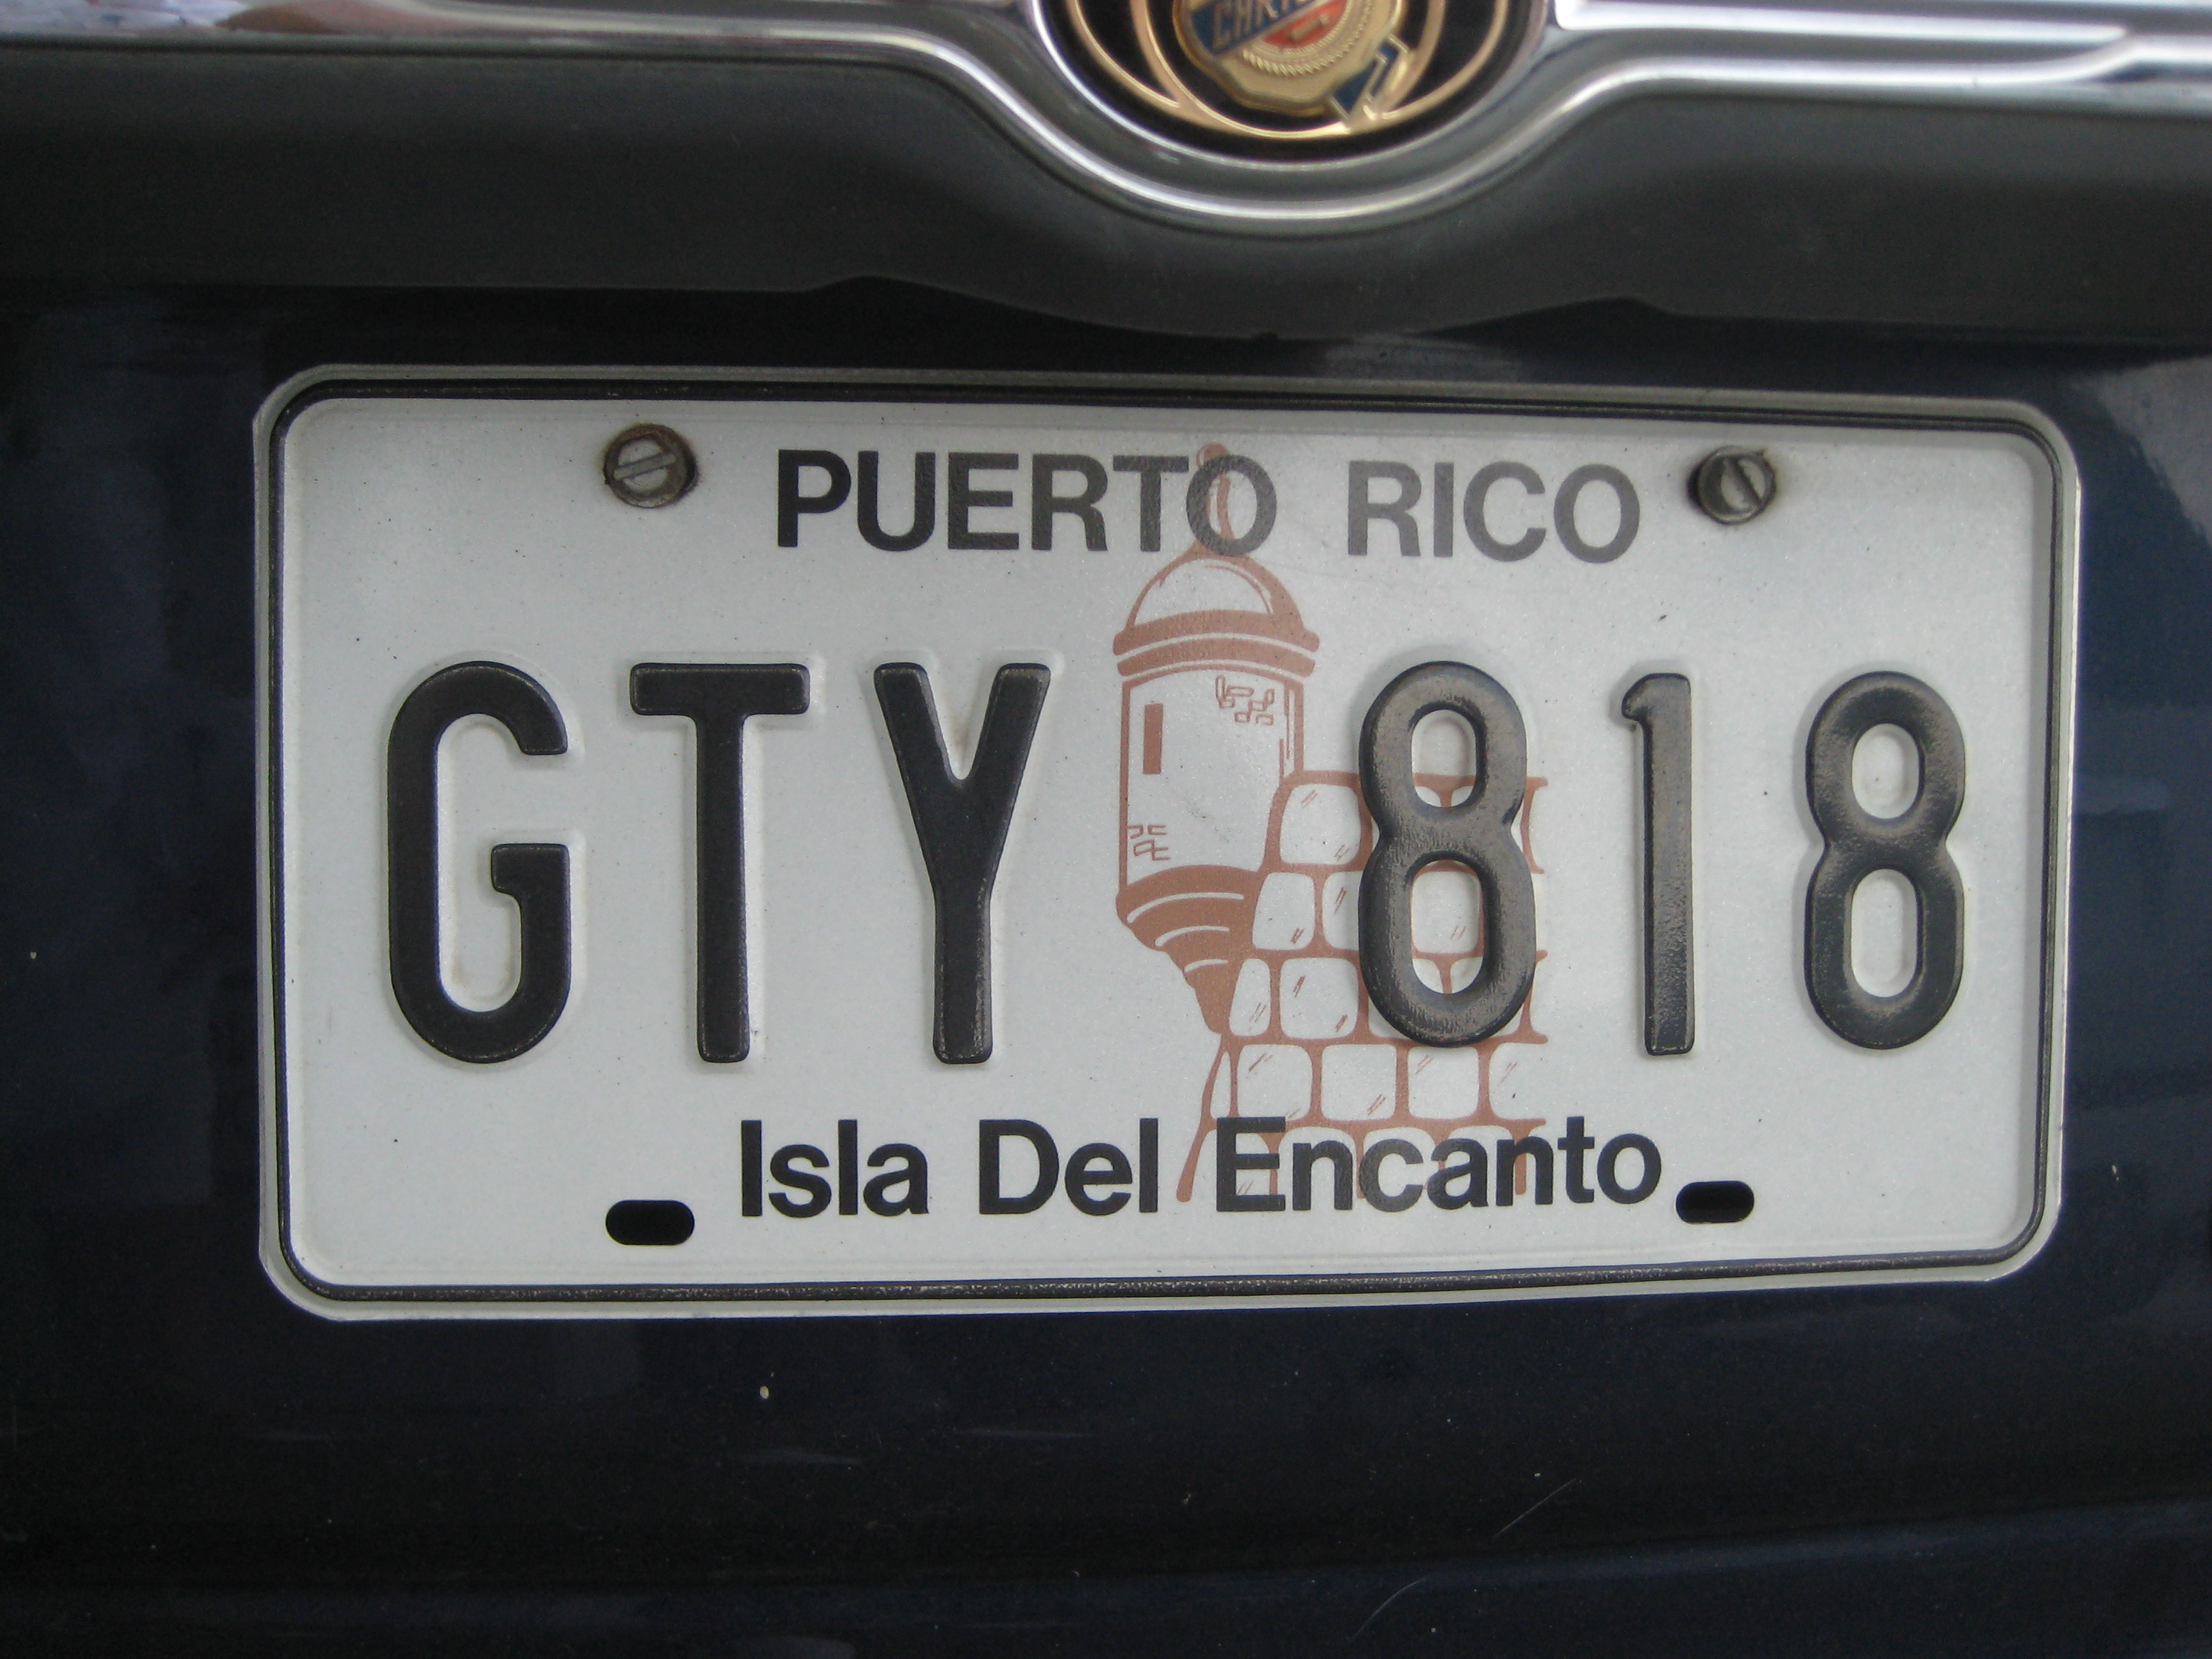 PUERTO RICO
GTY 818
Isla Del Encanto